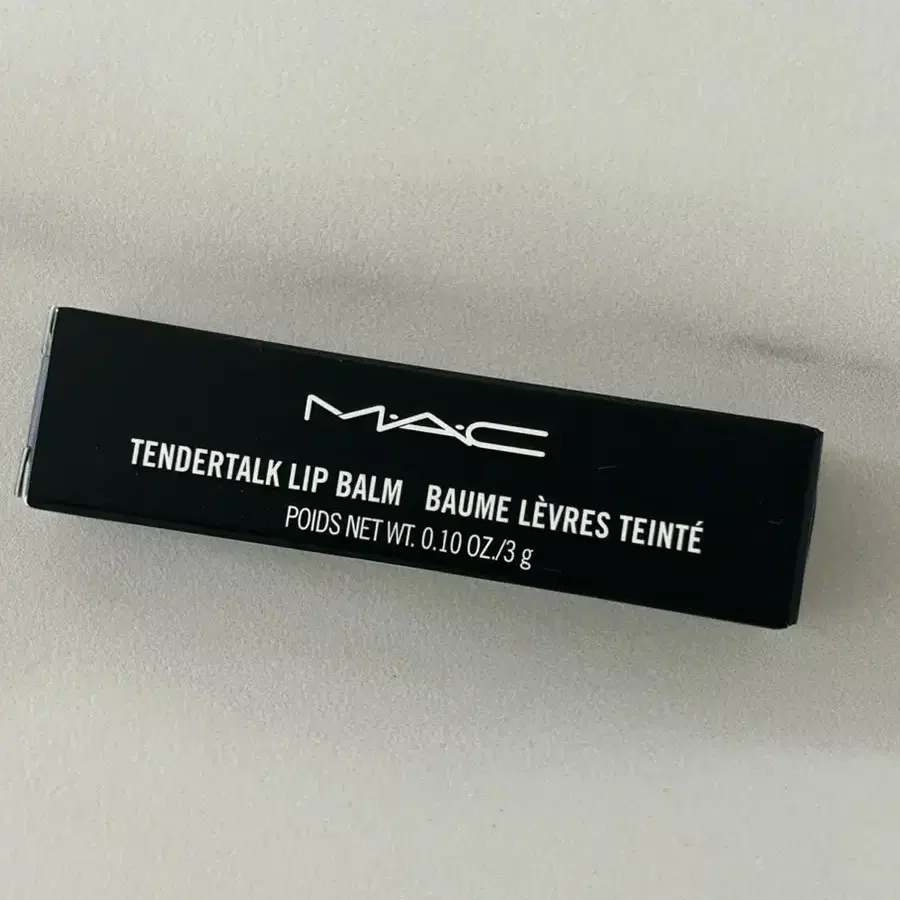 M·A·C
TENDERTALK LIP BALM BAUME LÈVRES TEINTÉ
POIDS NET WT. 0.10 OZ./3 g